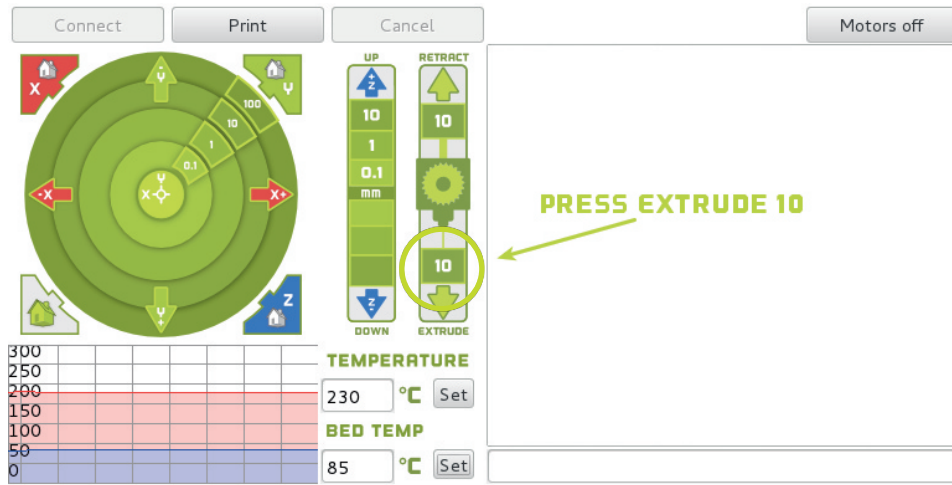 Connect Print Cancel Motors off
UP RETRACT
X
-Y
Y
100
10
1
0.1
-X
X+
Y
X
Y+
Z
+Z
10
1
0.1
mm
-Z
DOWN
10
10
EXTRUDE
PRESS EXTRUDE 10
300
250
200
150
100
50
0
TEMPERATURE
230 °C Set
BED TEMP
85 °C Set